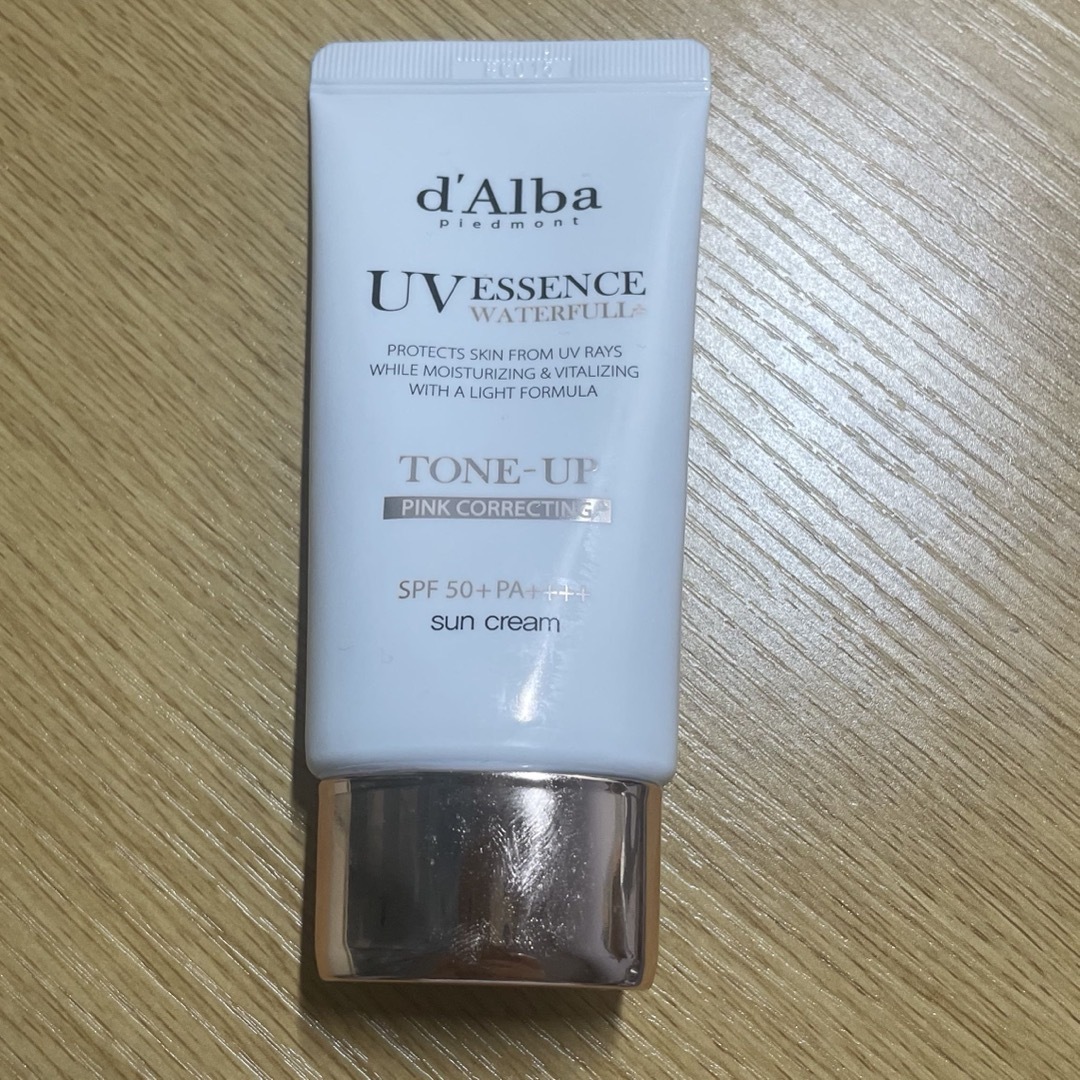 d'Alba
piedmont
UV ESSENCE
WATERFULL
PROTECTS SKIN FROM UV RAYS
WHILE MOISTURIZING & VITALIZING
WITH A LIGHT FORMULA
TONE-UP
PINK CORRECTING
SPF 50+ PA++++
sun cream